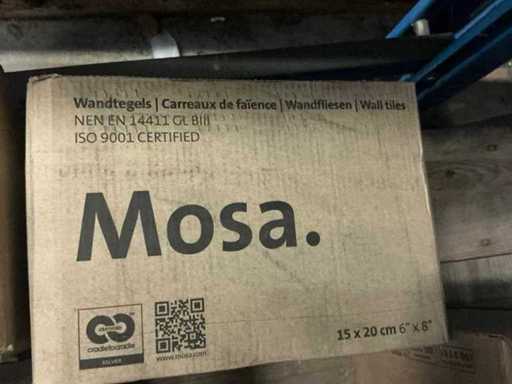 Wandtegels | Carreaux de faïence | Wandfliesen | Wall tiles
NEN EN 14411 GL BIII
ISO 9001 CERTIFIED
Mosa.
cradletocradle
SILVER
www.mosa.com
15 x 20 cm 6" x 8"